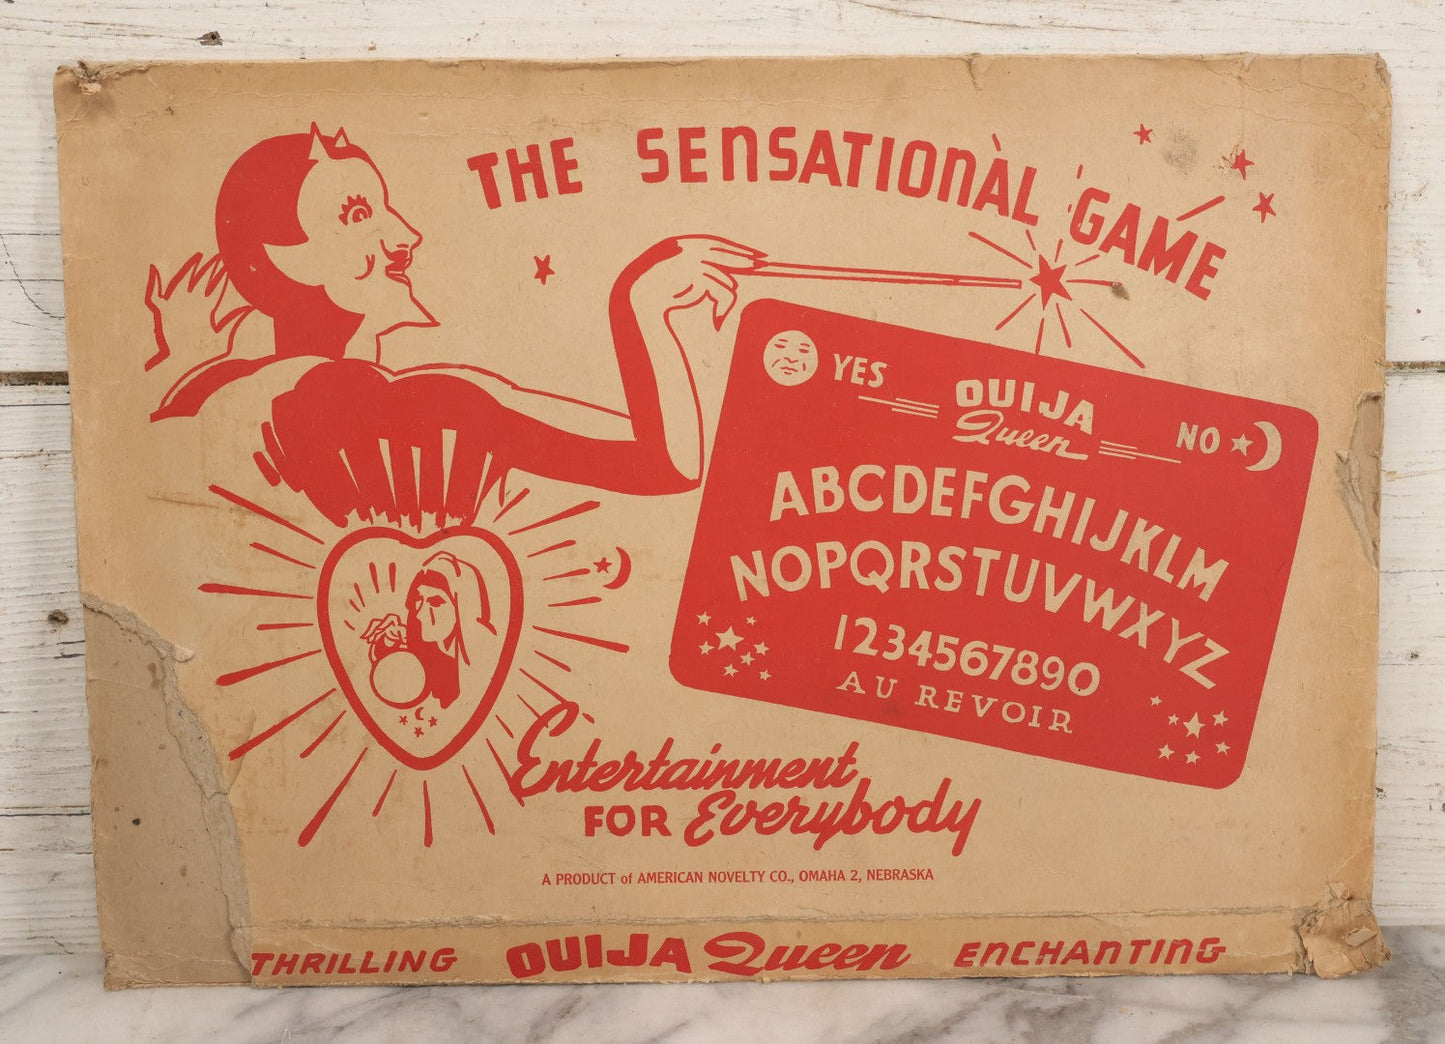 THE SENSATIONAL GAME
YES OUIJA NO
Queen
ABCDEFGHIJKLM
NOPQRSTUVWXYZ
1234567890
AU REVOIR
Entertainment
FOR Everybody
A PRODUCT of AMERICAN NOVELTY CO., OMAHA 2, NEBRASKA
THRILLING OUIJA Queen ENCHANTING